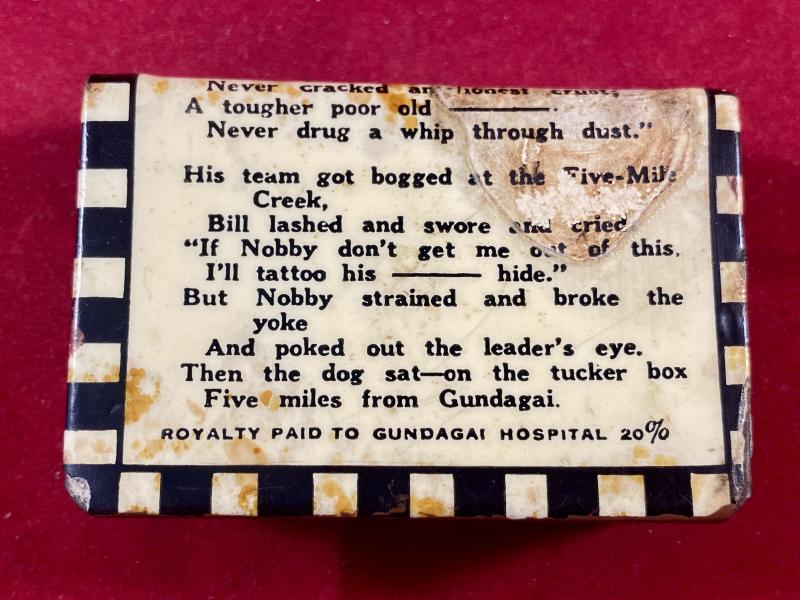 Never cracked an honest crust,
A tougher poor old ———.
Never drug a whip through dust."
His team got bogged at the Five-Mile
Creek,
Bill lashed and swore and cried
"If Nobby don't get me out of this,
I'll tattoo his ——— hide."
But Nobby strained and broke the
yoke
And poked out the leader's eye.
Then the dog sat—on the tucker box
Five miles from Gundagai.
ROYALTY PAID TO GUNDAGAI HOSPITAL 20%